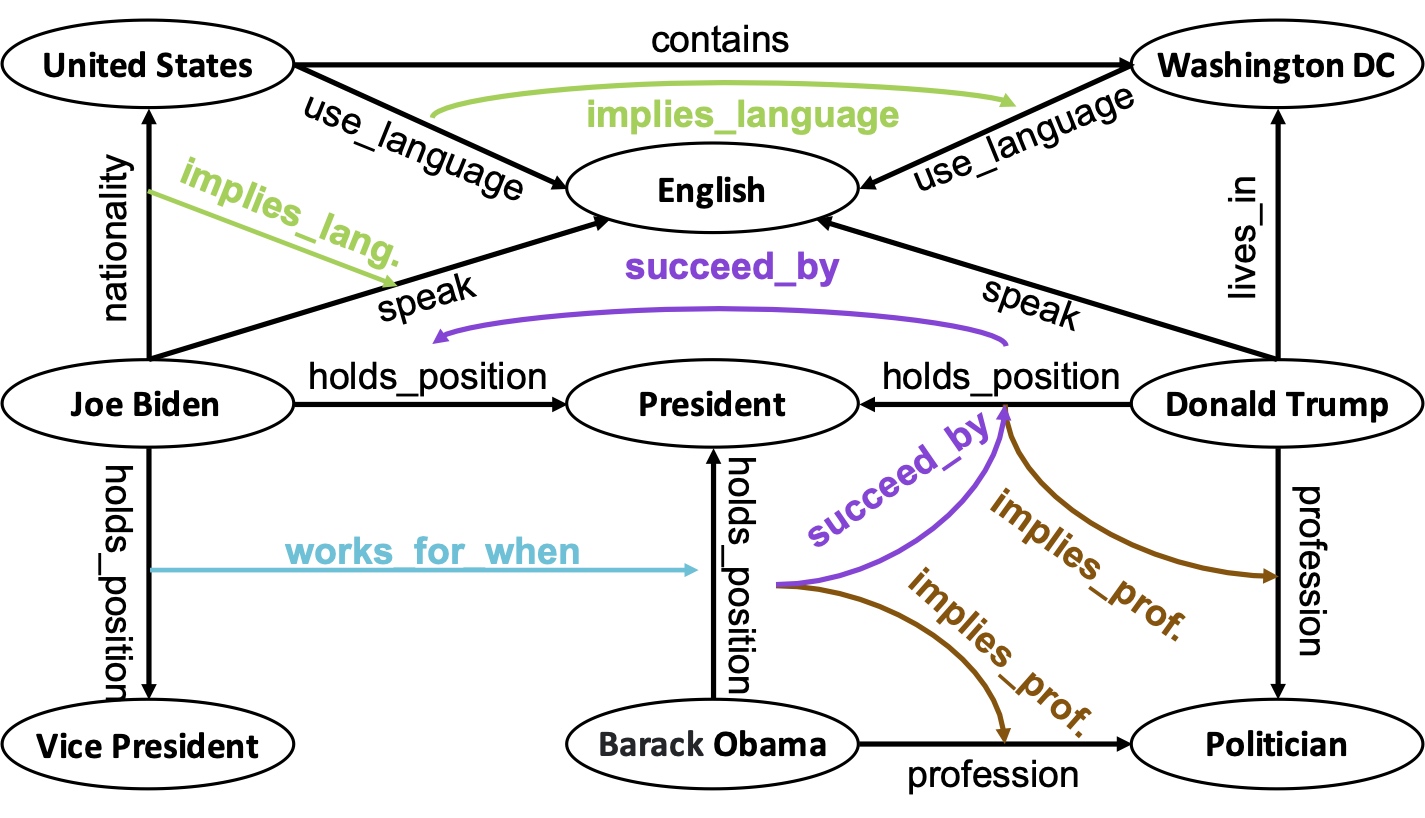 contains
United States
Washington DC
implies_language
use_language
use_language
English
implies_lang.
nationality
lives_in
succeed_by
speak
speak
holds_position
holds_position
Joe Biden
President
Donald Trump
succeed_by
holds_position
holds_position
implies_prof.
profession
works_for_when
implies_prof.
Vice President
Barack Obama
Politician
profession